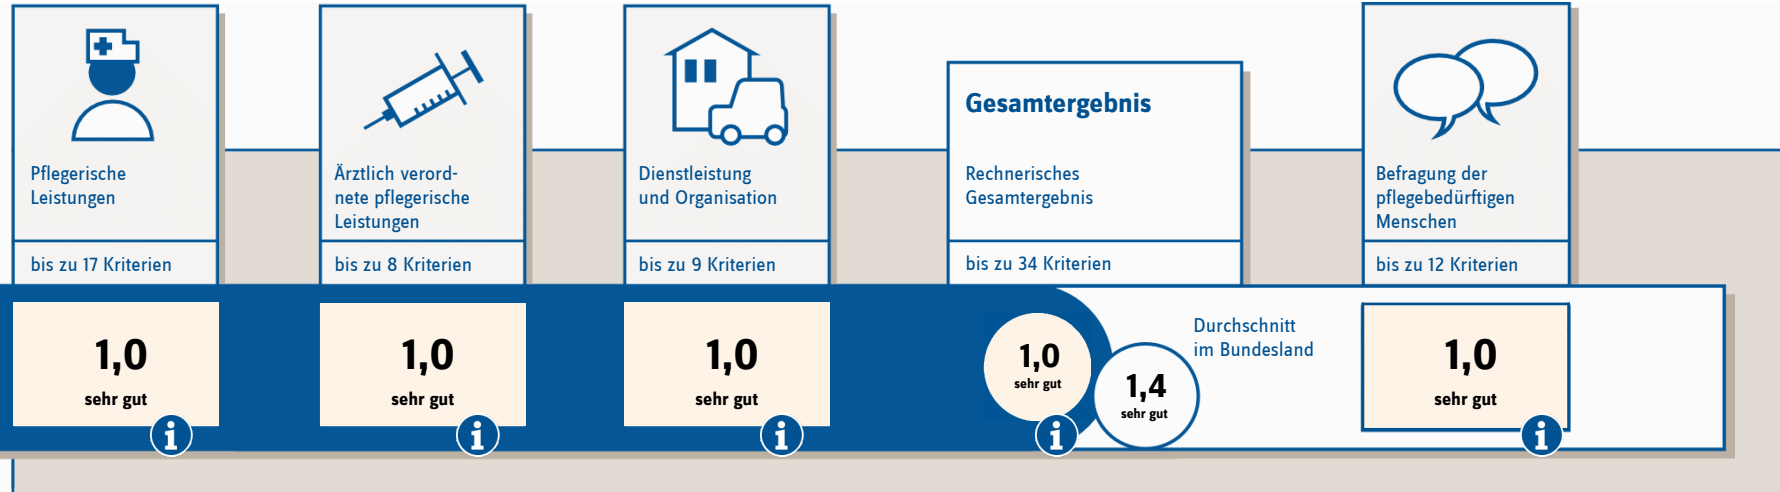 Pflegerische
Leistungen
bis zu 17 Kriterien
1,0
sehr gut
i
Ärztlich verord-
nete pflegerische
Leistungen
bis zu 8 Kriterien
1,0
sehr gut
i
Dienstleistung
und Organisation
bis zu 9 Kriterien
1,0
sehr gut
i
Gesamtergebnis
Rechnerisches
Gesamtergebnis
bis zu 34 Kriterien
1,0
sehr gut
i
Durchschnitt
im Bundesland
1,4
sehr gut
Befragung der
pflegebedürftigen
Menschen
bis zu 12 Kriterien
1,0
sehr gut
i